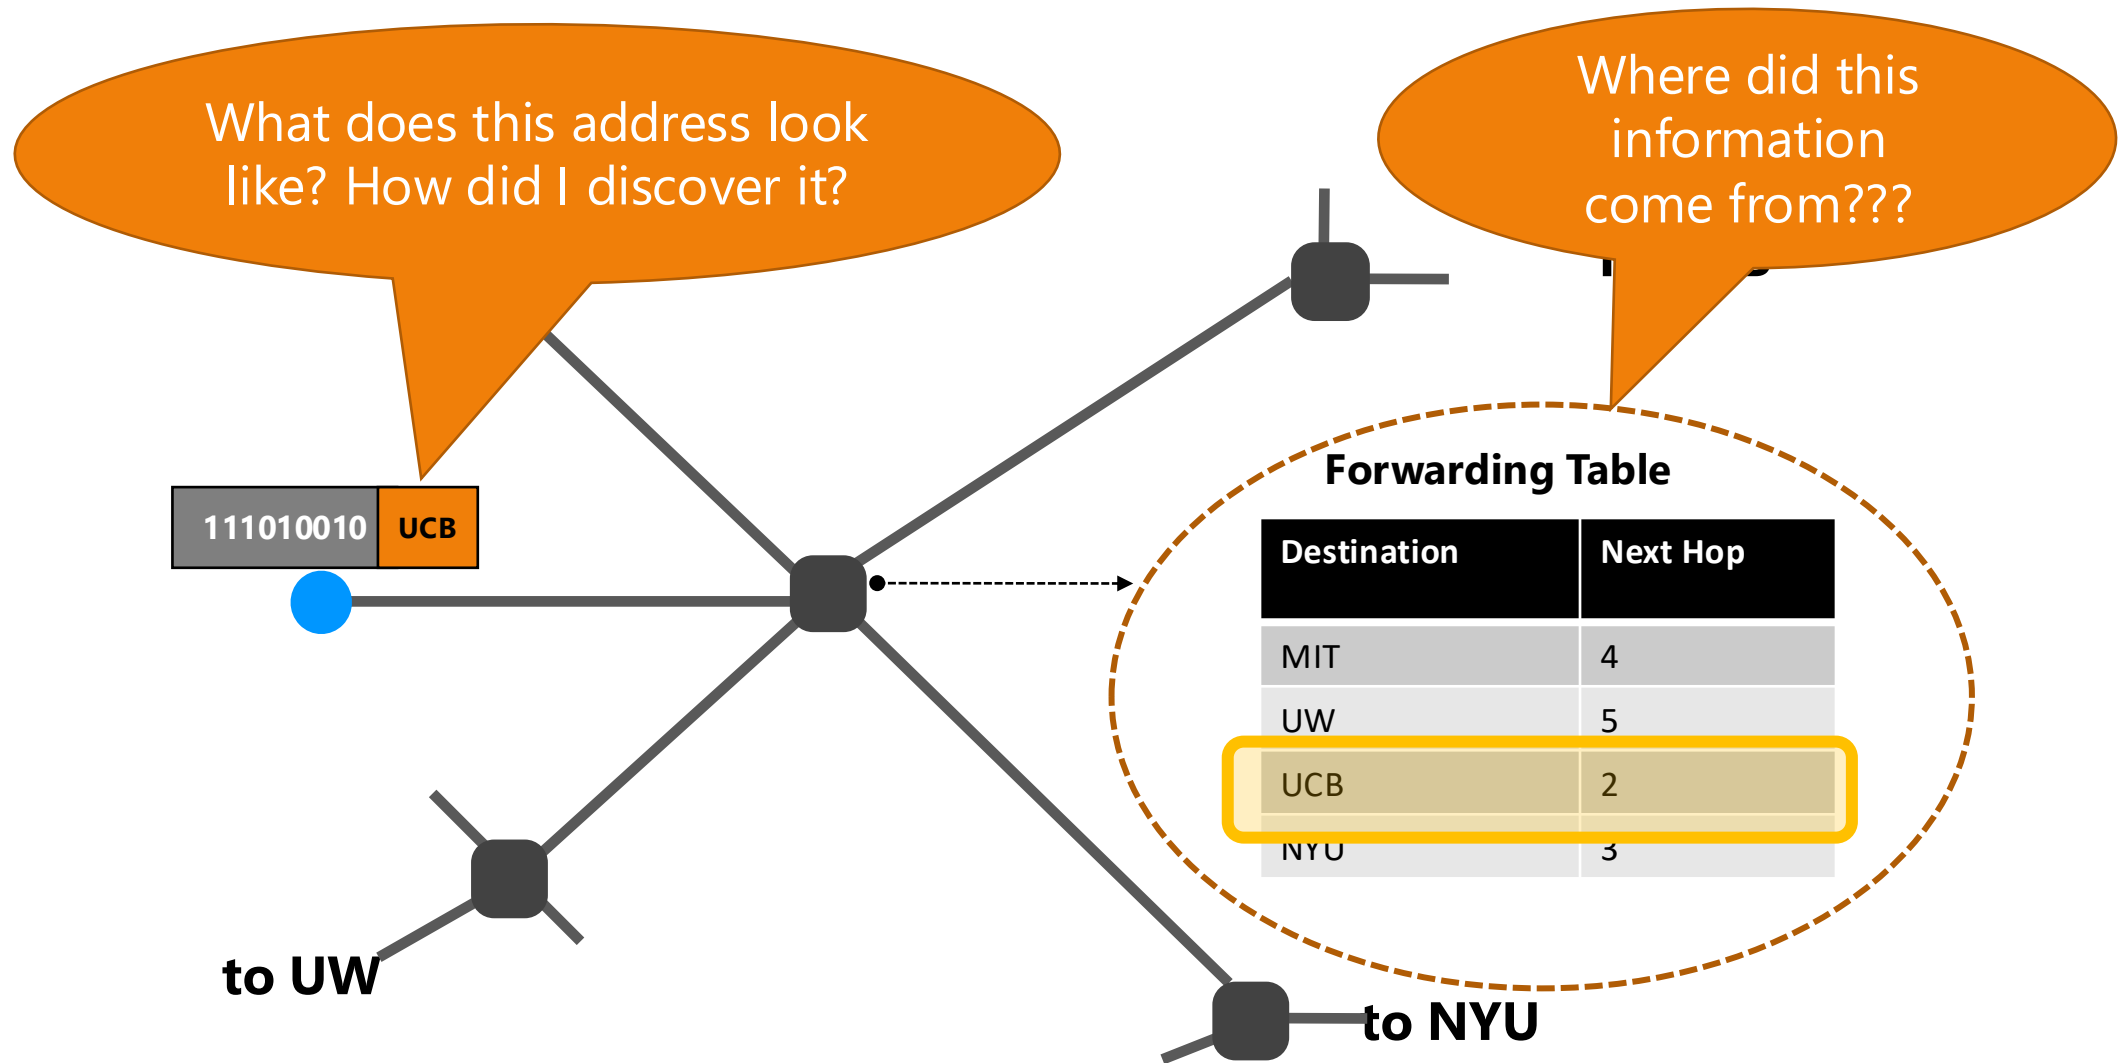 What does this address look
like? How did I discover it?
Where did this
information
come from???
111010010 UCB
Forwarding Table
Destination Next Hop
MIT 4
UW 5
UCB 2
NYU 3
to UW
to NYU